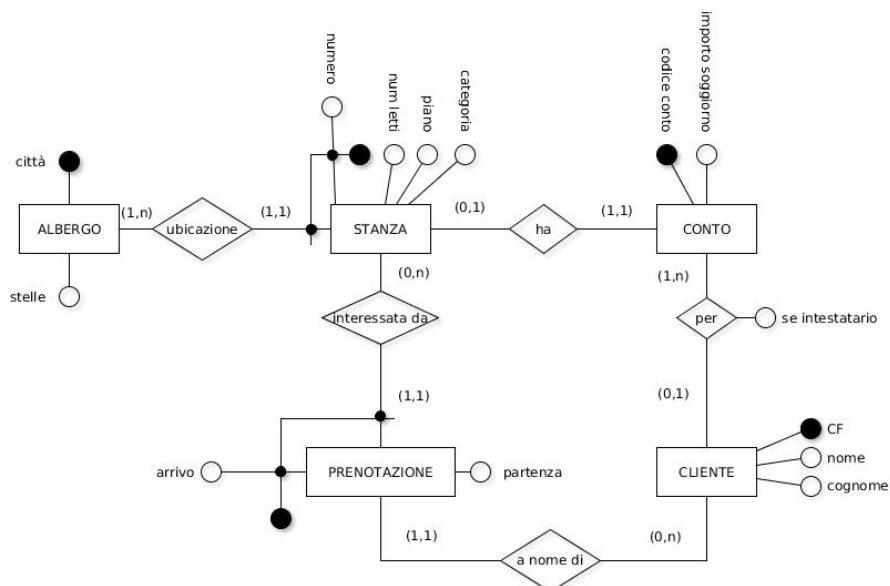 numero
num letti
piano
categoria
codice conto
importo soggiorno
città
(1,n)
(1,1)
(0,1)
(1,1)
ALBERGO
ubicazione
STANZA
ha
CONTO
(0,n)
(1,n)
stelle
interessata da
per
se intestatario
(1,1)
(0,1)
CF
nome
cognome
arrivo
PRENOTAZIONE
partenza
CLIENTE
(1,1)
(0,n)
a nome di